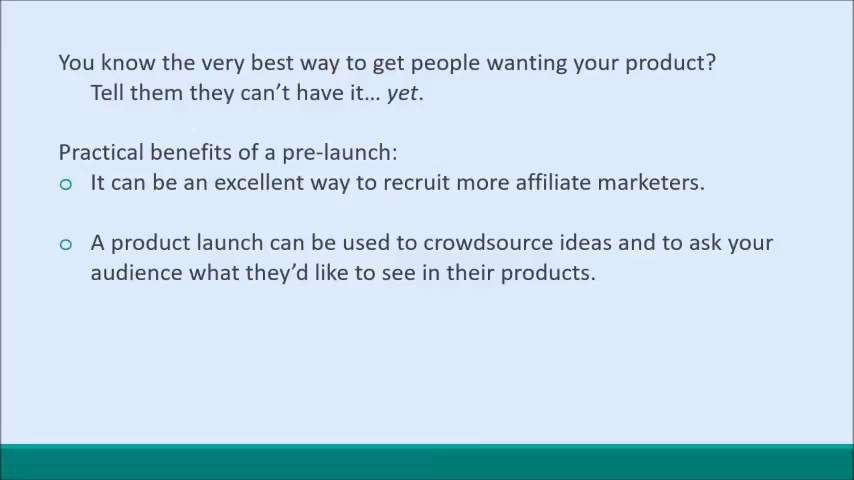 You know the very best way to get people wanting your product?
Tell them they can’t have it… yet.
Practical benefits of a pre-launch:
It can be an excellent way to recruit more affiliate marketers.
A product launch can be used to crowdsource ideas and to ask your
audience what they’d like to see in their products.